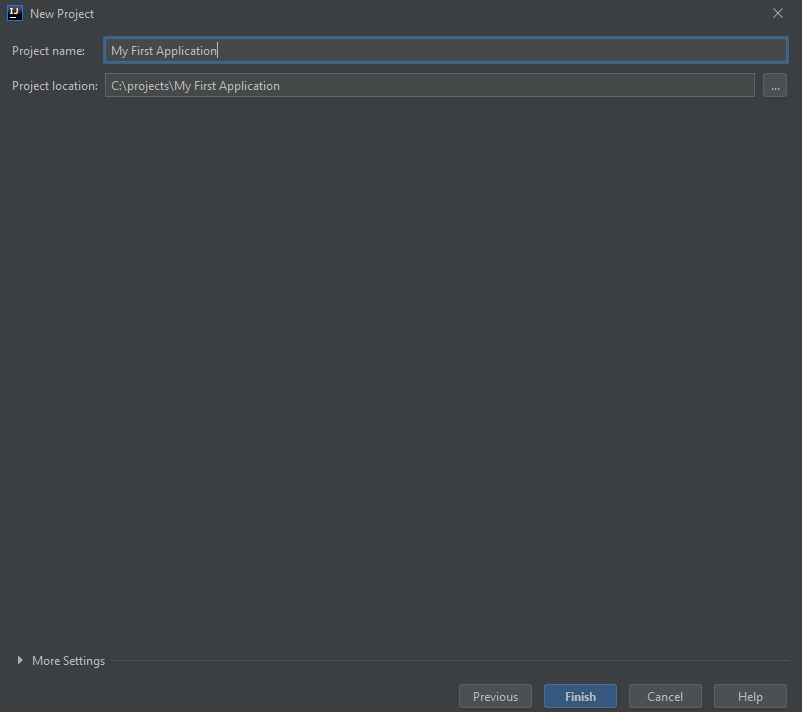 IJ New Project
Project name: My First Application
Project location: C:\projects\My First Application ...
More Settings
Previous Finish Cancel Help